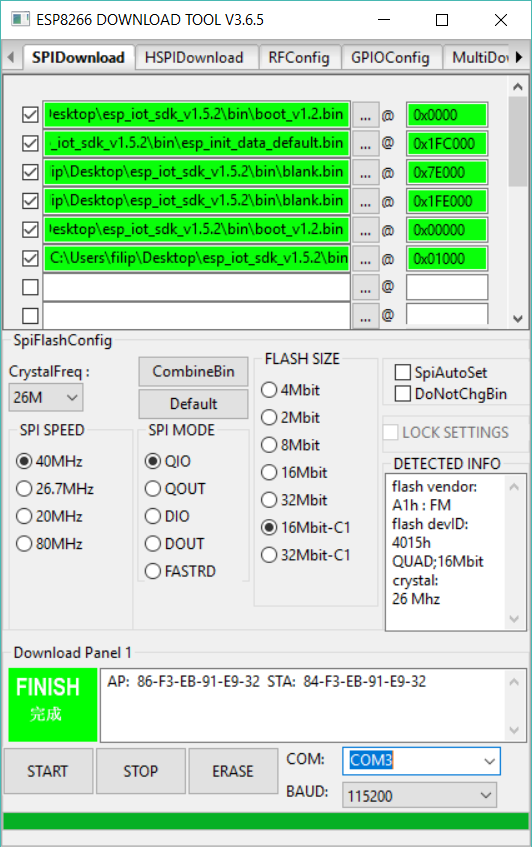 ESP8266 DOWNLOAD TOOL V3.6.5
SPIDownload HSPIDownload RFConfig GPIOConfig MultiDov
esktop\esp_iot_sdk_v1.5.2\bin\boot_v1.2.bin ... @ 0x0000
_iot_sdk_v1.5.2\bin\esp_init_data_default.bin ... @ 0x1FC000
ip\Desktop\esp_iot_sdk_v1.5.2\bin\blank.bin ... @ 0x7E000
ip\Desktop\esp_iot_sdk_v1.5.2\bin\blank.bin ... @ 0x1FE000
esktop\esp_iot_sdk_v1.5.2\bin\boot_v1.2.bin ... @ 0x00000
C:\Users\filip\Desktop\esp_iot_sdk_v1.5.2\bin ... @ 0x01000
... @
... @
SpiFlashConfig
CrystalFreq :
26M
CombineBin
Default
SPI SPEED
40MHz
26.7MHz
20MHz
80MHz
SPI MODE
QIO
QOUT
DIO
DOUT
FASTRD
FLASH SIZE
4Mbit
2Mbit
8Mbit
16Mbit
32Mbit
16Mbit-C1
32Mbit-C1
SpiAutoSet
DoNotChgBin
LOCK SETTINGS
DETECTED INFO
flash vendor:
A1h : FM
flash devID:
4015h
QUAD;16Mbit
crystal:
26 Mhz
Download Panel 1
FINISH
完成
AP: 86-F3-EB-91-E9-32 STA: 84-F3-EB-91-E9-32
START STOP ERASE
COM: COM3
BAUD: 115200